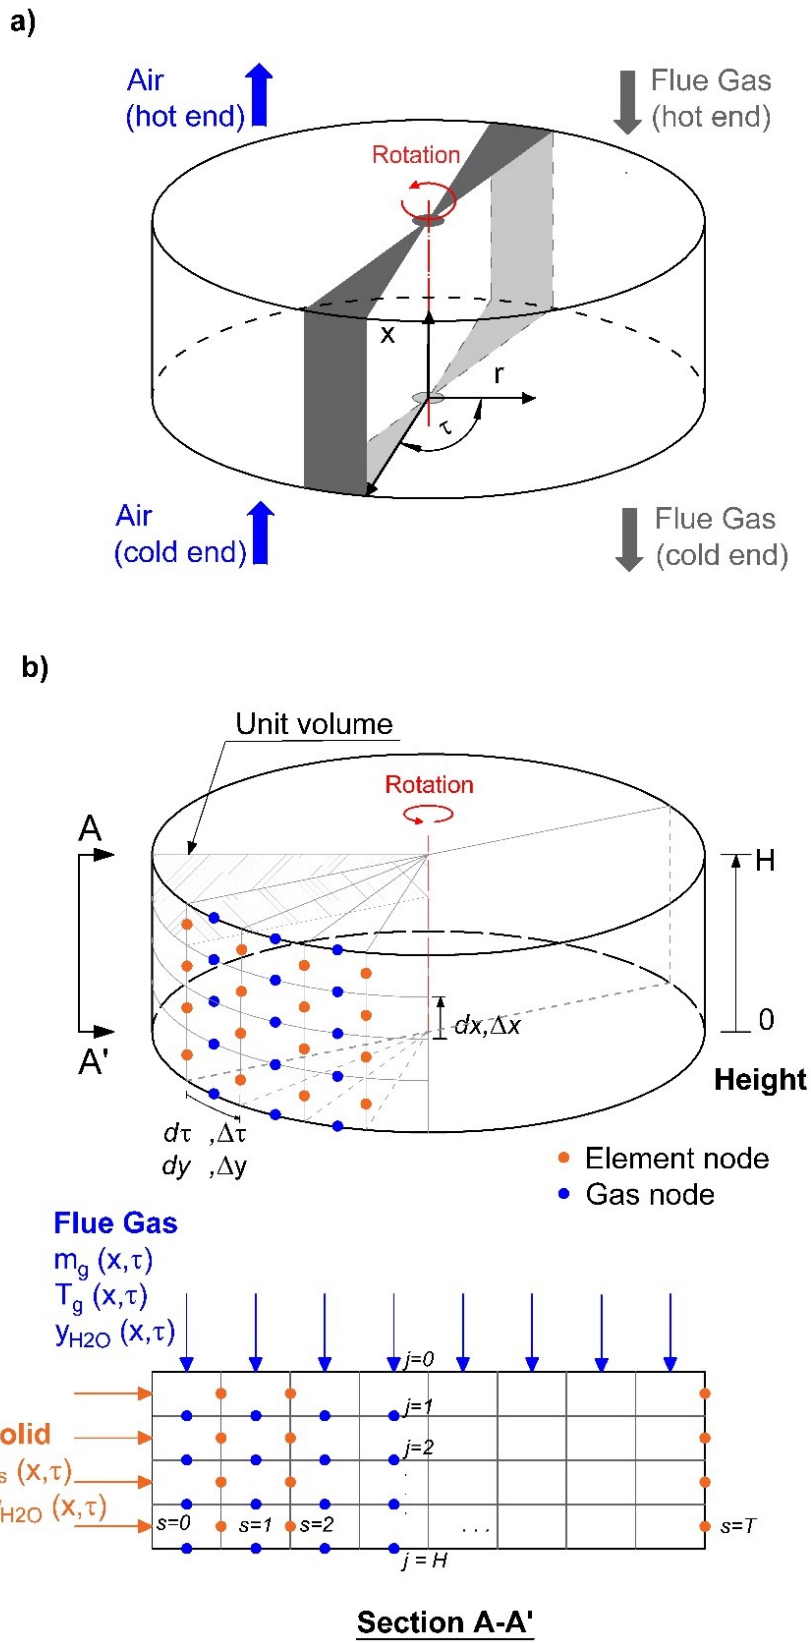 a)
Air
(hot end)
Flue Gas
(hot end)
Rotation
x
r
τ
Air
(cold end)
Flue Gas
(cold end)
b)
Unit volume
Rotation
A
H
dx,Δx
0
A'
Height
dτ ,Δτ
dy ,Δy
Element node
Gas node
Flue Gas
mg (x,τ)
Tg (x,τ)
yH2O (x,τ)
j=0
j=1
olid
j=2
s (x,τ)
H2O (x,τ)
s=0 s=1 s=2 . . . s=T
j = H
Section A-A'